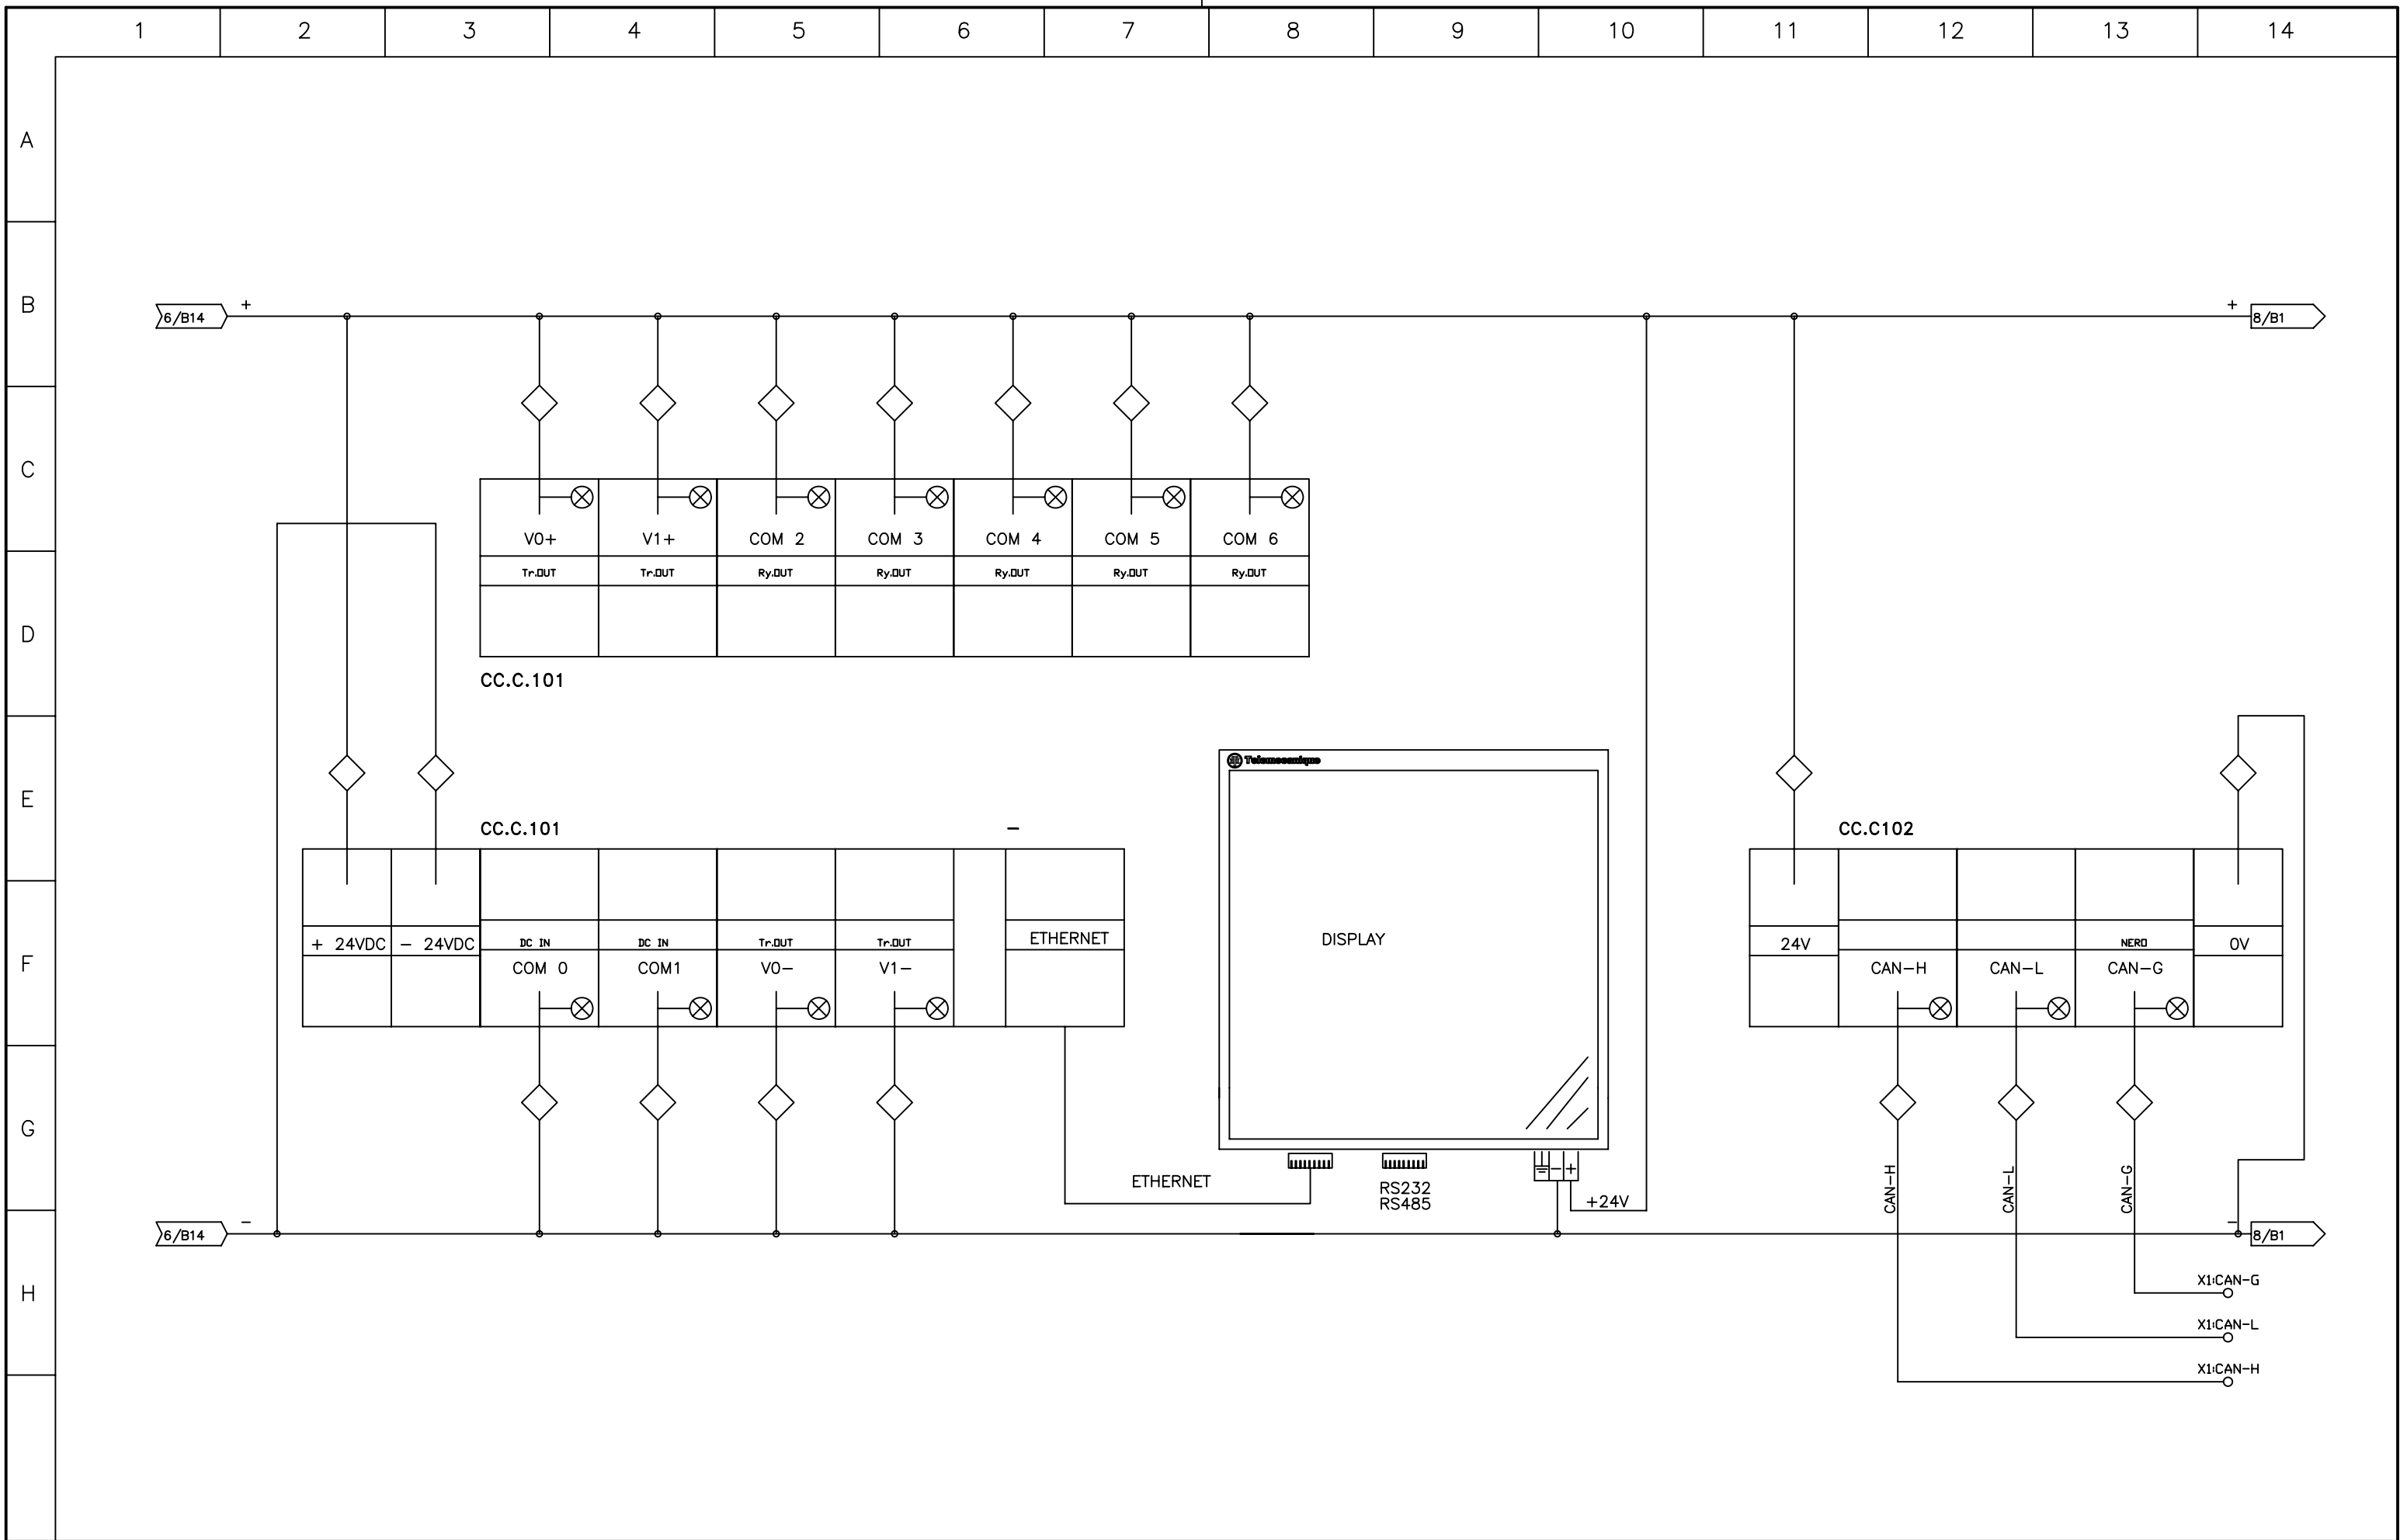 1 2 3 4 5 6 7 8 9 10 11 12 13 14
A
B
+ +
6/B14 8/B1
C
V0+ V1+ COM 2 COM 3 COM 4 COM 5 COM 6
Tr.OUT Tr.OUT Ry.OUT Ry.OUT Ry.OUT Ry.OUT Ry.OUT
D
CC.C.101
Telemecanique
E
CC.C.101 - CC.C102
+ 24VDC - 24VDC DC IN DC IN Tr.OUT Tr.OUT ETHERNET DISPLAY 24V NERO 0V
F
COM 0 COM1 V0- V1- CAN-H CAN-L CAN-G
G
- +
ETHERNET RS232 +24V CAN-H CAN-L CAN-G
RS485
- -
6/B14 8/B1
H
X1:CAN-G
X1:CAN-L
X1:CAN-H